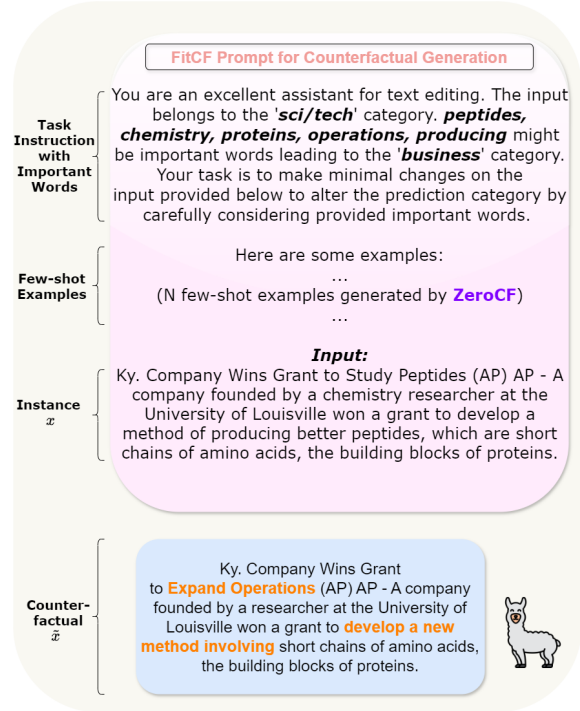 FitCF Prompt for Counterfactual Generation
Task
Instruction
with
Important
Words
You are an excellent assistant for text editing. The input
belongs to the 'sci/tech' category. peptides,
chemistry, proteins, operations, producing might
be important words leading to the 'business' category.
Your task is to make minimal changes on the
input provided below to alter the prediction category by
carefully considering provided important words.
Few-shot
Examples
Here are some examples:
...
(N few-shot examples generated by ZeroCF)
...
Instance
x
Input:
Ky. Company Wins Grant to Study Peptides (AP) AP - A
company founded by a chemistry researcher at the
University of Louisville won a grant to develop a
method of producing better peptides, which are short
chains of amino acids, the building blocks of proteins.
Counter-
factual
x̃
Ky. Company Wins Grant
to Expand Operations (AP) AP - A company
founded by a researcher at the University of
Louisville won a grant to develop a new
method involving short chains of amino acids,
the building blocks of proteins.